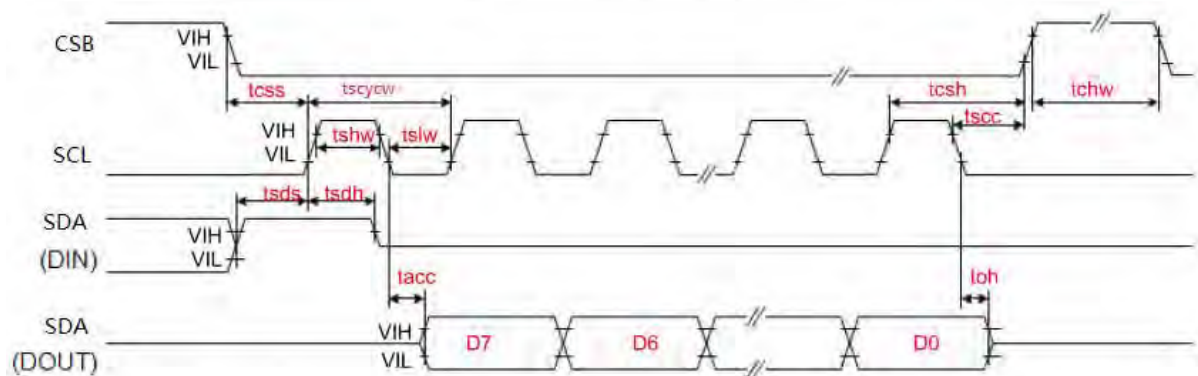 CSB
VIH
VIL
tcss
tscycw
tcsh
tchw
tscc
SCL
VIH
VIL
tshw
tslw
tsds
tsdh
SDA
(DIN)
VIH
VIL
tacc
toh
SDA
(DOUT)
VIH
VIL
D7
D6
D0